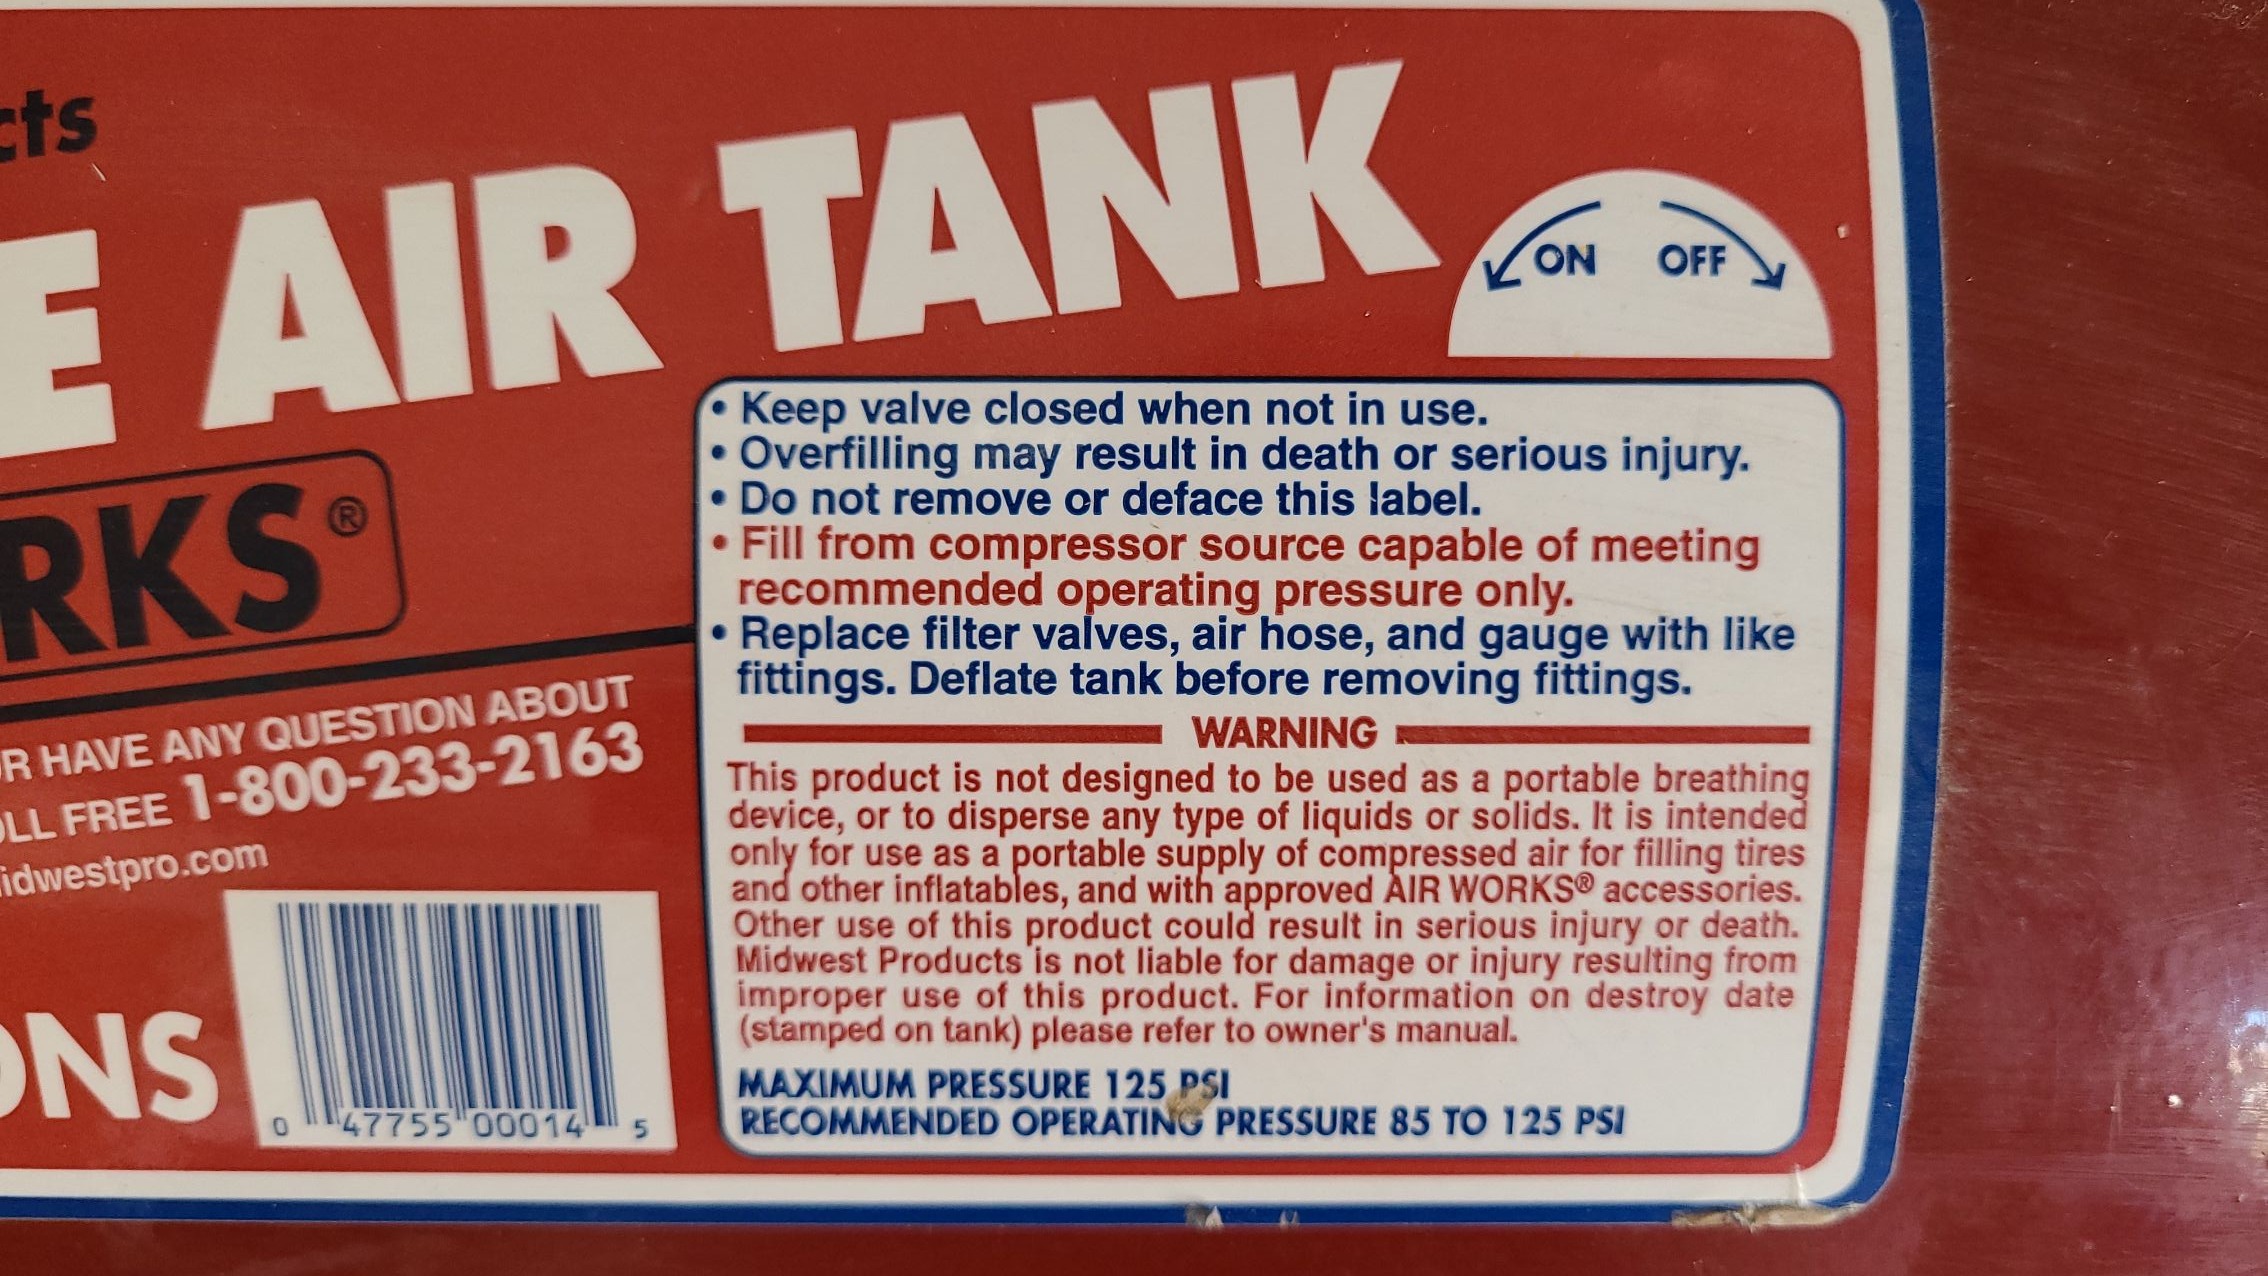 cts
E AIR TANK
ON OFF
RKS®
• Keep valve closed when not in use.
• Overfilling may result in death or serious injury.
• Do not remove or deface this label.
• Fill from compressor source capable of meeting
recommended operating pressure only.
• Replace filter valves, air hose, and gauge with like
fittings. Deflate tank before removing fittings.
R HAVE ANY QUESTION ABOUT
OLL FREE 1-800-233-2163
idwestpro.com
WARNING
This product is not designed to be used as a portable breathing
device, or to disperse any type of liquids or solids. It is intended
only for use as a portable supply of compressed air for filling tires
and other inflatables, and with approved AIR WORKS® accessories.
Other use of this product could result in serious injury or death.
Midwest Products is not liable for damage or injury resulting from
improper use of this product. For information on destroy date
(stamped on tank) please refer to owner's manual.
MAXIMUM PRESSURE 125 PSI
RECOMMENDED OPERATING PRESSURE 85 TO 125 PSI
ONS
0 47755 00014 5